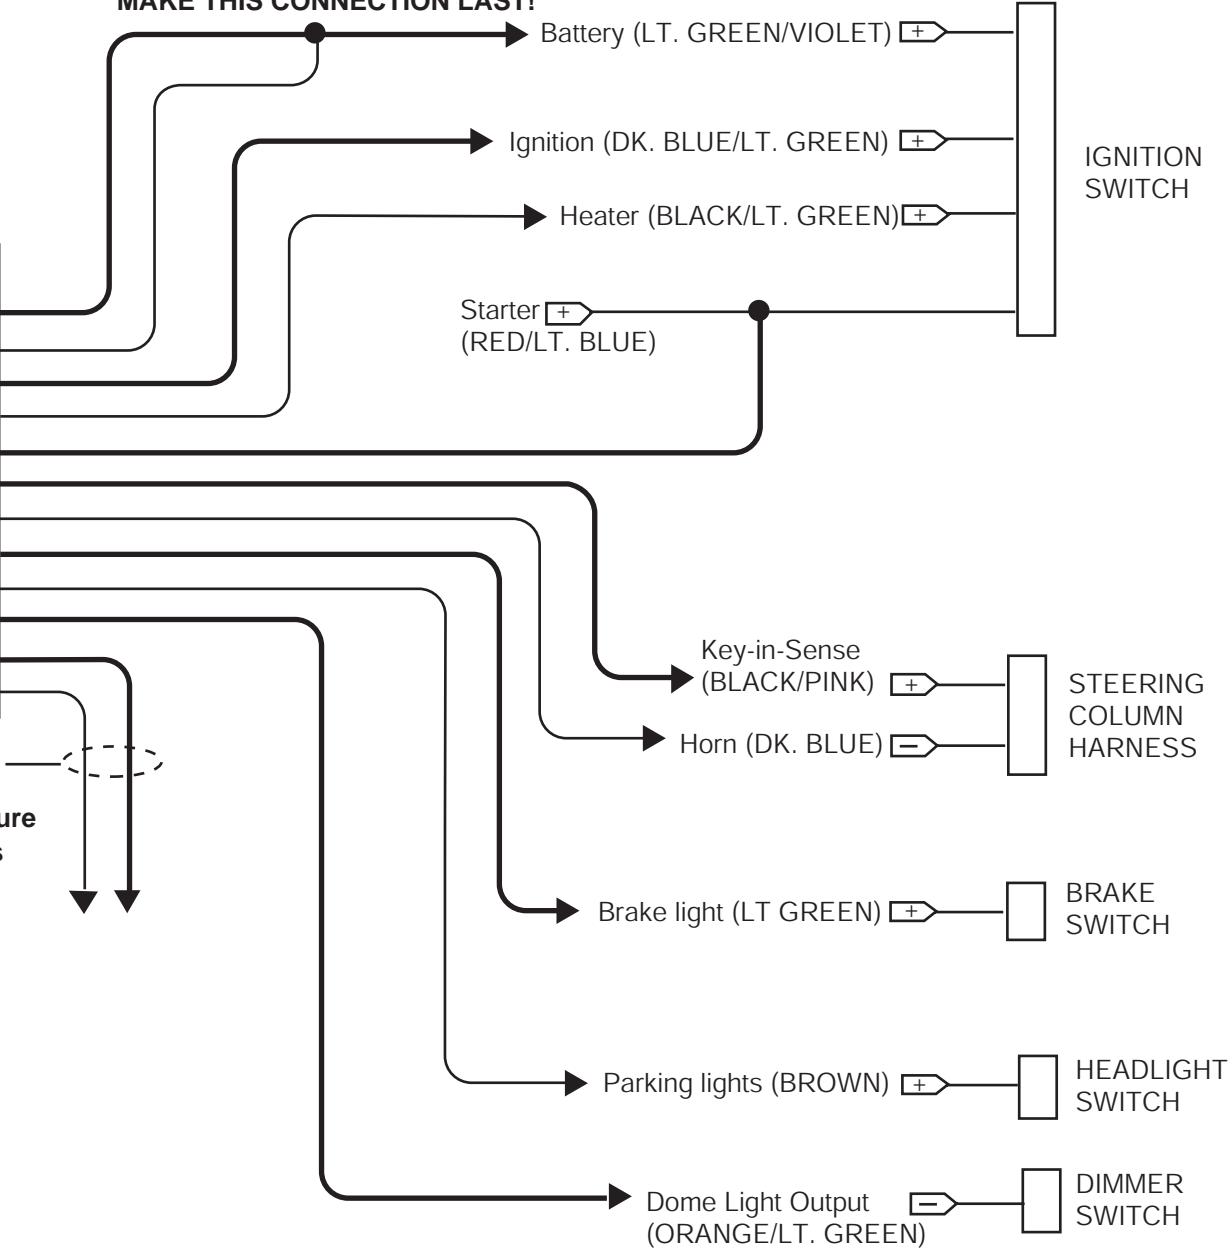 MAKE THIS CONNECTION LAST!
Battery (LT. GREEN/VIOLET) +
Ignition (DK. BLUE/LT. GREEN) +
IGNITION
SWITCH
Heater (BLACK/LT. GREEN) +
Starter +
(RED/LT. BLUE)
Key-in-Sense
(BLACK/PINK) +
Horn (DK. BLUE) −
STEERING
COLUMN
HARNESS
ure
s
Brake light (LT GREEN) +
BRAKE
SWITCH
Parking lights (BROWN) +
HEADLIGHT
SWITCH
Dome Light Output −
(ORANGE/LT. GREEN)
DIMMER
SWITCH